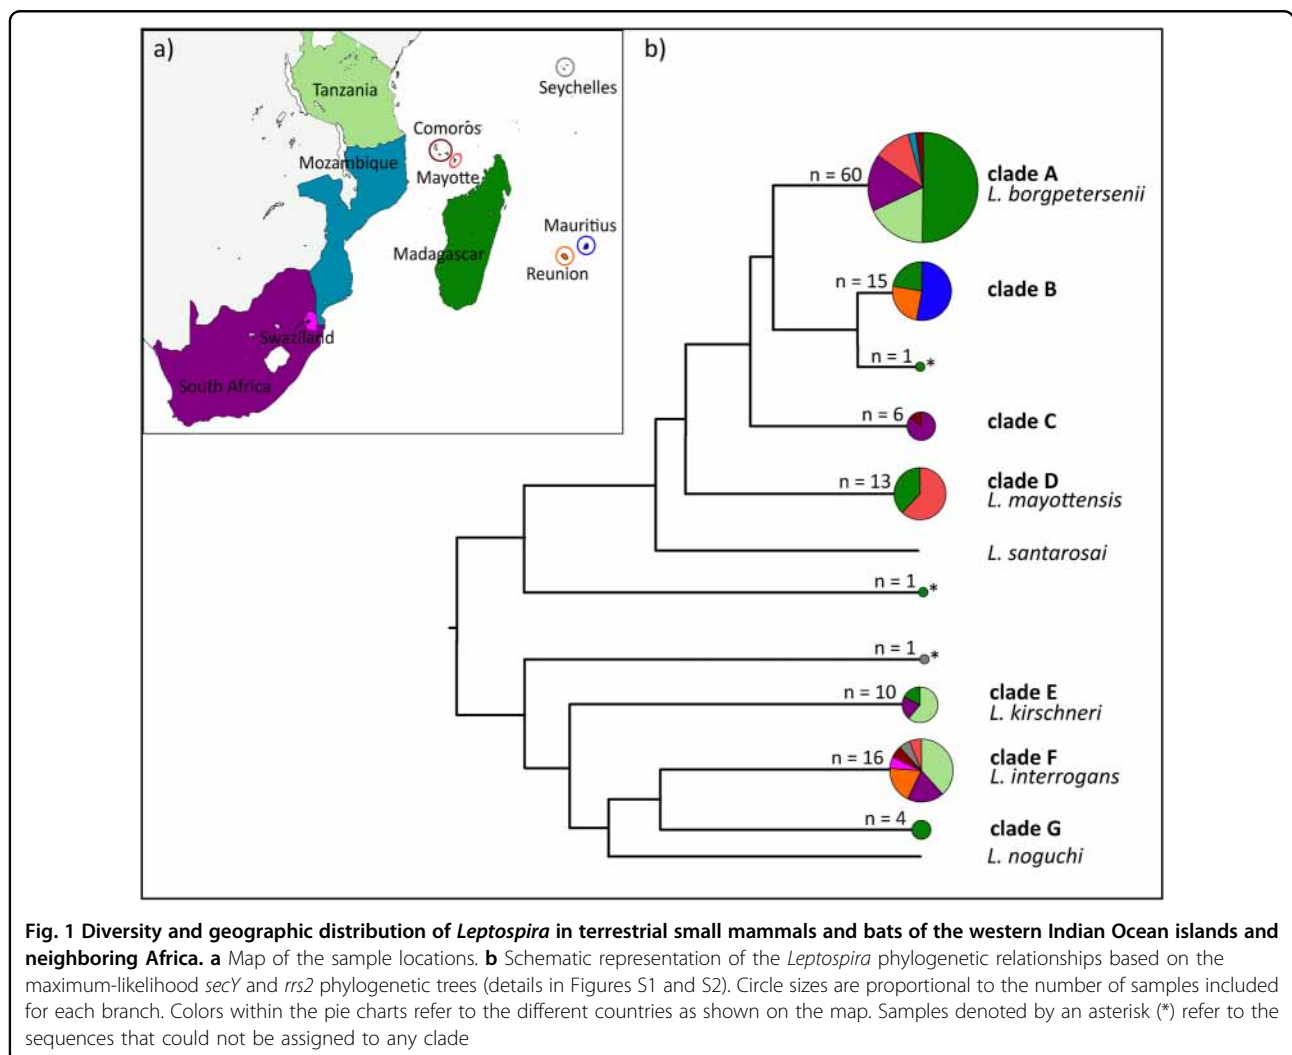 a)
Tanzania
Seychelles
Comoros
Mozambique
Mayotte
Mauritius
Madagascar
Reunion
Swaziland
South Africa
b)
n = 60
clade A
L. borgpetersenii
n = 15
clade B
n = 1 *
n = 6
clade C
n = 13
clade D
L. mayottensis
L. santarosai
n = 1 *
n = 1 *
n = 10
clade E
L. kirschneri
n = 16
clade F
L. interrogans
n = 4
clade G
L. noguchi
Fig. 1 Diversity and geographic distribution of Leptospira in terrestrial small mammals and bats of the western Indian Ocean islands and
neighboring Africa. a Map of the sample locations. b Schematic representation of the Leptospira phylogenetic relationships based on the
maximum-likelihood secY and rrs2 phylogenetic trees (details in Figures S1 and S2). Circle sizes are proportional to the number of samples included
for each branch. Colors within the pie charts refer to the different countries as shown on the map. Samples denoted by an asterisk (*) refer to the
sequences that could not be assigned to any clade